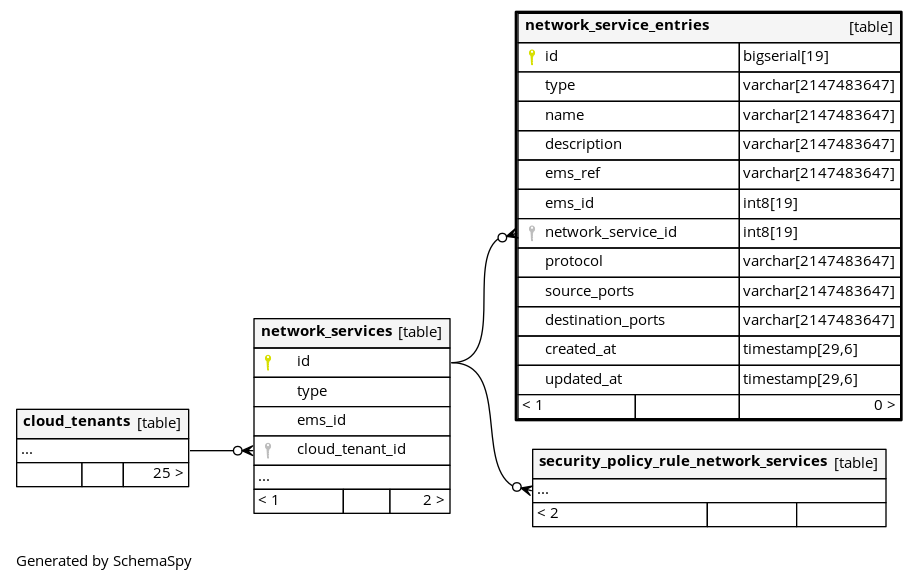 network_service_entries [table]
id bigserial[19]
type varchar[2147483647]
name varchar[2147483647]
description varchar[2147483647]
ems_ref varchar[2147483647]
ems_id int8[19]
network_service_id int8[19]
protocol varchar[2147483647]
source_ports varchar[2147483647]
destination_ports varchar[2147483647]
created_at timestamp[29,6]
updated_at timestamp[29,6]
< 1 0 >
network_services [table]
id
type
ems_id
cloud_tenant_id
...
< 1 2 >
cloud_tenants [table]
...
25 >
security_policy_rule_network_services [table]
...
< 2
Generated by SchemaSpy